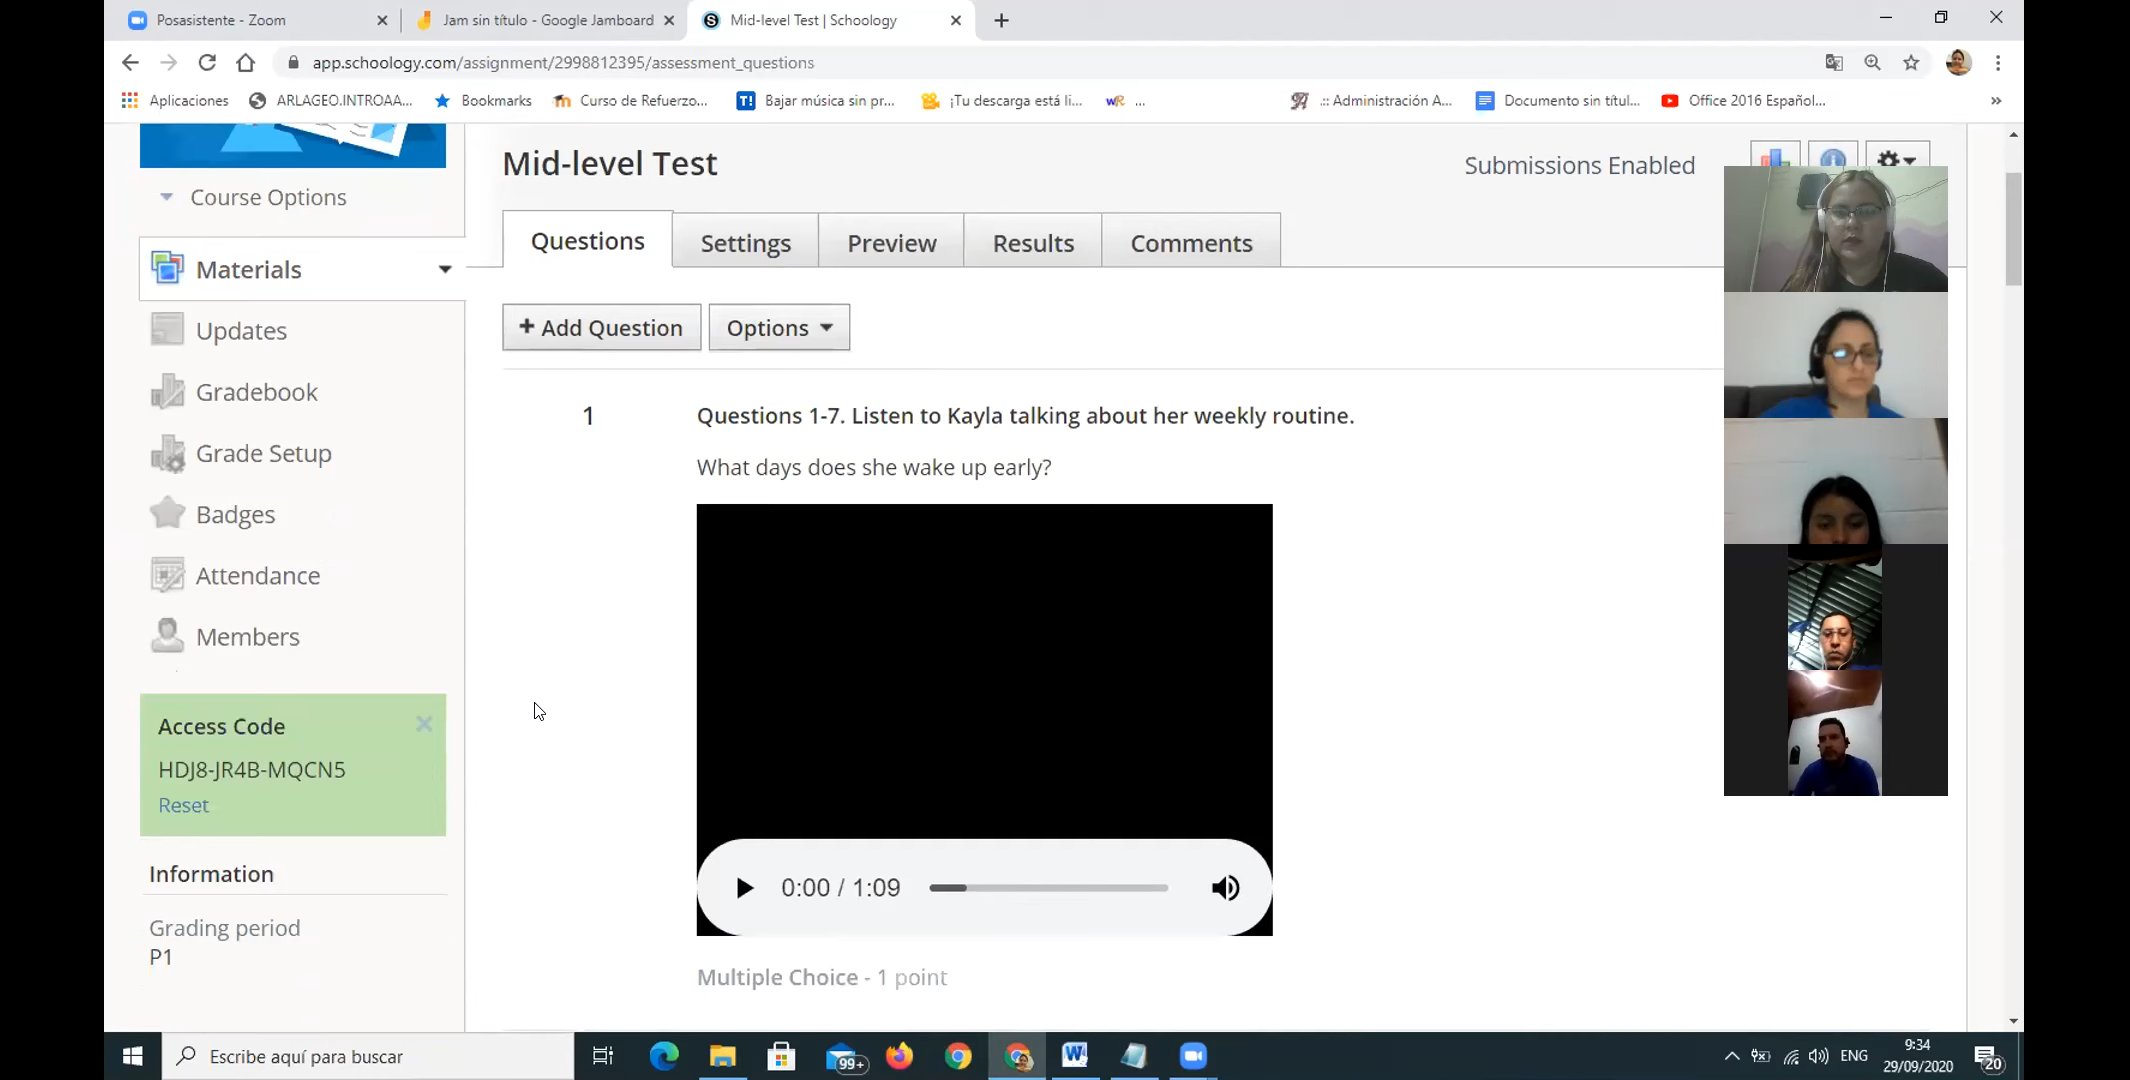 Posasistente - Zoom
Jam sin título - Google Jamboard
Mid-level Test | Schoology
app.schoology.com/assignment/2998812395/assessment_questions
Aplicaciones
ARLAGEO.INTROAA...
Bookmarks
Curso de Refuerzo...
Bajar música sin pr...
¡Tu descarga está li...
...
.:: Administración A...
Documento sin títul...
Office 2016 Español...
»
Mid-level Test
Submissions Enabled
Course Options
Questions
Settings
Preview
Results
Comments
Materials
+ Add Question
Options
Updates
Gradebook
Grade Setup
Badges
Attendance
Members
1
Questions 1-7. Listen to Kayla talking about her weekly routine.
What days does she wake up early?
0:00 / 1:09
Multiple Choice - 1 point
Access Code
HDJ8-JR4B-MQCN5
Reset
Information
Grading period
P1
Escribe aquí para buscar
99+
ENG
9:34
29/09/2020
20